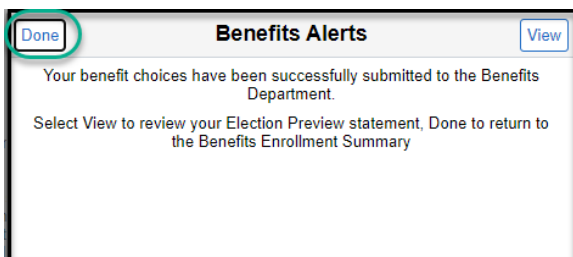 Done Benefits Alerts View
Your benefit choices have been successfully submitted to the Benefits
Department.
Select View to review your Election Preview statement, Done to return to
the Benefits Enrollment Summary